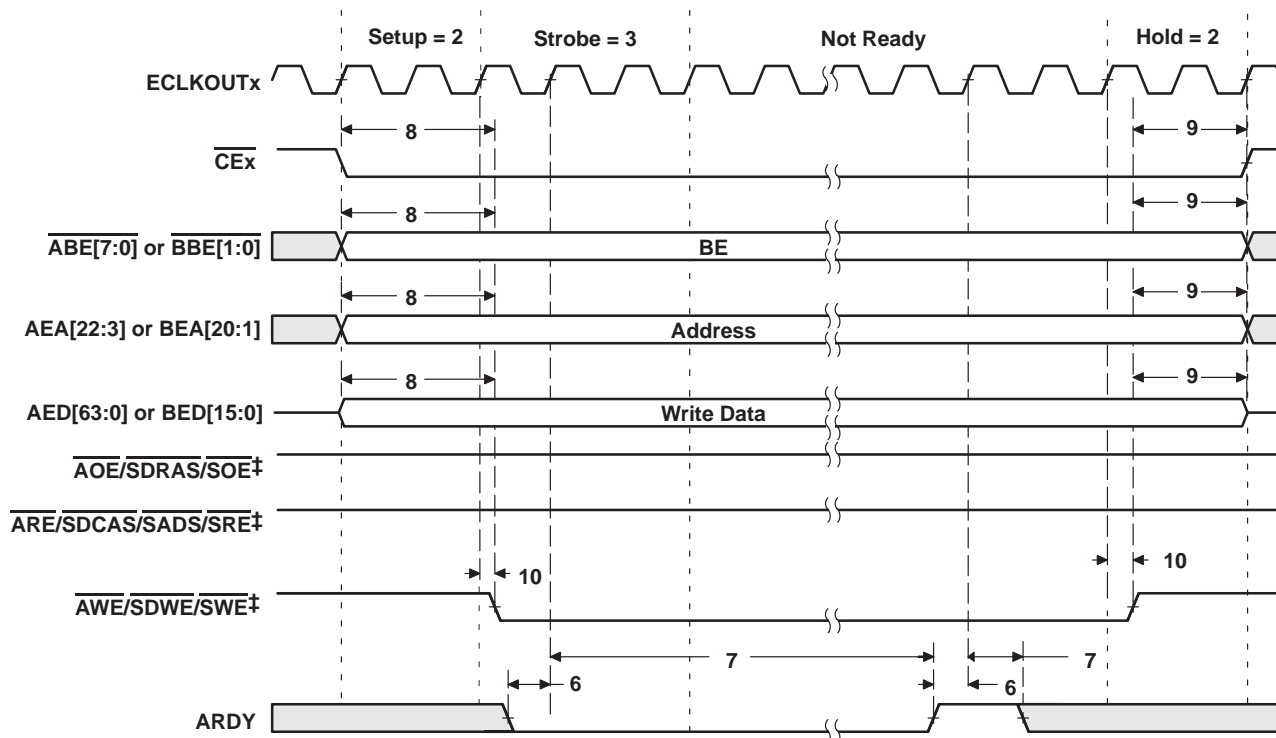 Setup = 2 Strobe = 3 Not Ready Hold = 2
ECLKOUTx
8 9
CEx
8 9
ABE[7:0] or BBE[1:0] BE
8 9
AEA[22:3] or BEA[20:1] Address
8 9
AED[63:0] or BED[15:0] Write Data
AOE/SDRAS/SOE‡
ARE/SDCAS/SADS/SRE‡
10 10
AWE/SDWE/SWE‡
7 7
6 6
ARDY